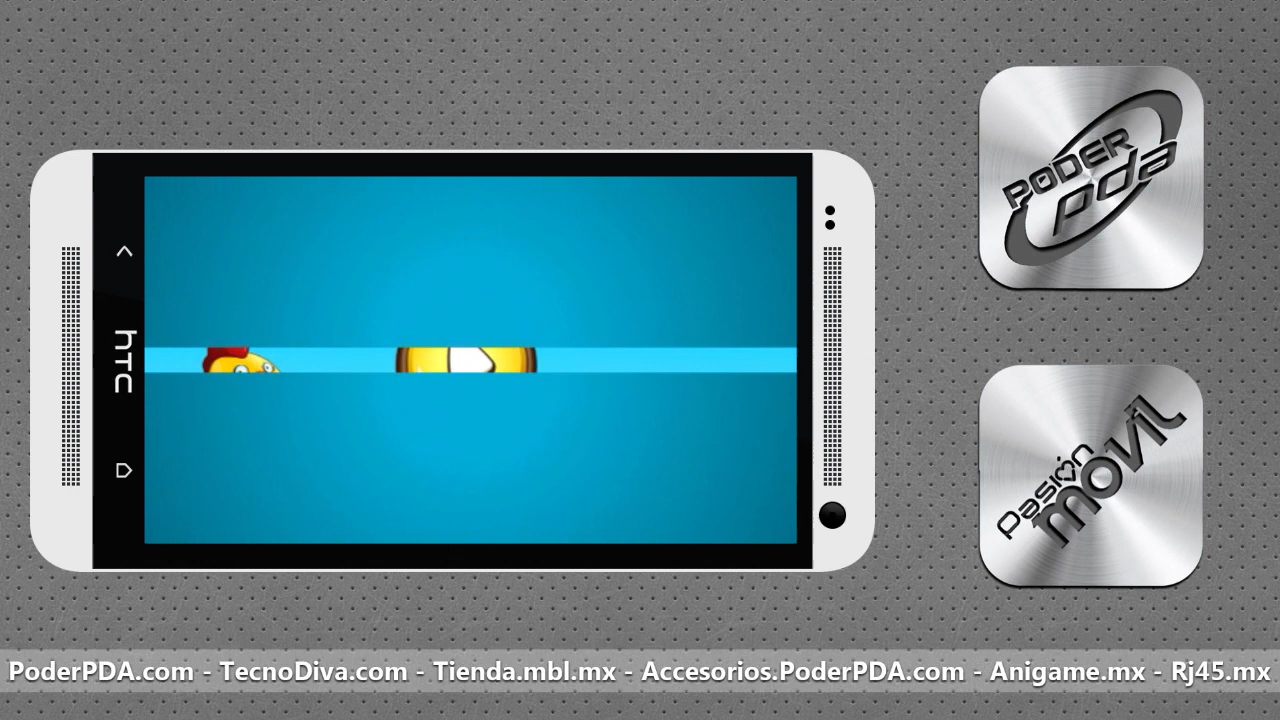 PODER
pda
hTC
Pasión
movil
PoderPDA.com - TecnoDiva.com - Tienda.mbl.mx - Accesorios.PoderPDA.com - Anigame.mx - Rj45.mx